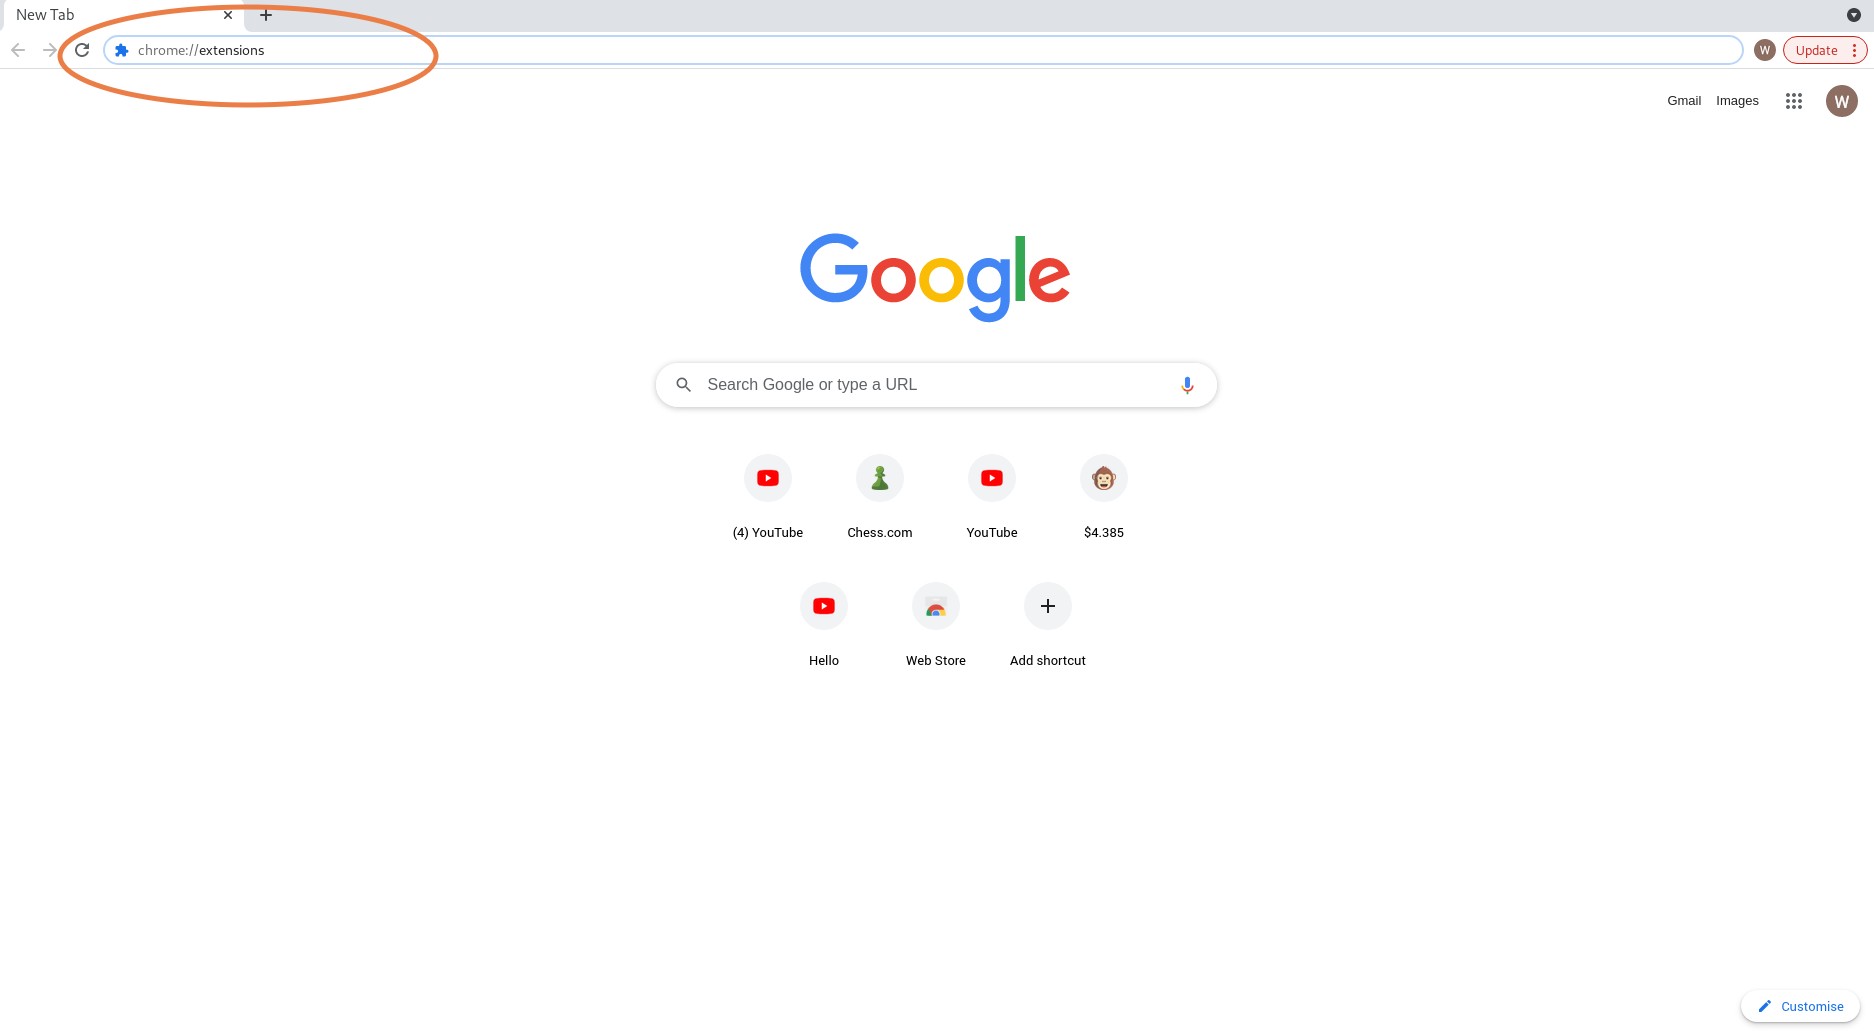 New Tab
chrome://extensions
W
Update
Gmail
Images
W
Google
Search Google or type a URL
(4) YouTube
Chess.com
YouTube
$4.385
Hello
Web Store
Add shortcut
Customise